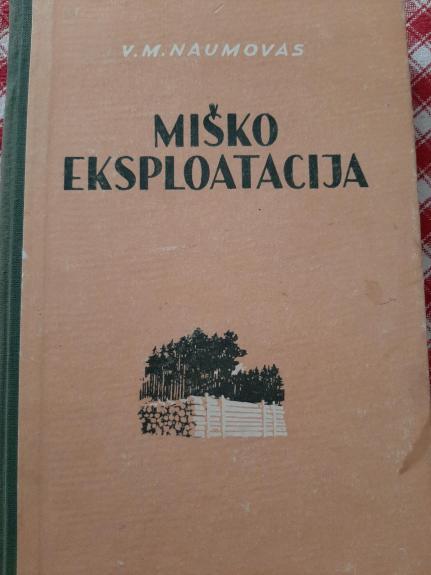 V. M. NAUMOVAS
MIŠKO
EKSPLOATACIJA